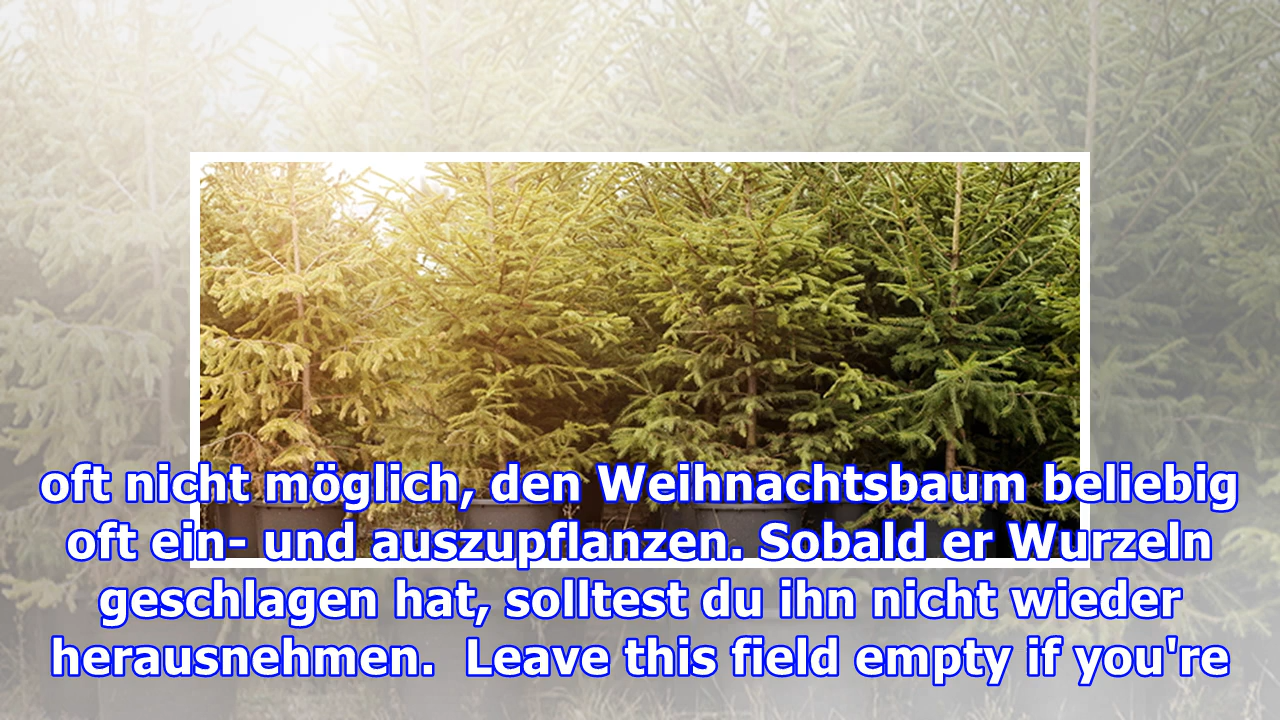 oft nicht möglich, den Weihnachtsbaum beliebig
oft ein- und auszupflanzen. Sobald er Wurzeln
geschlagen hat, solltest du ihn nicht wieder
herausnehmen.  Leave this field empty if you're